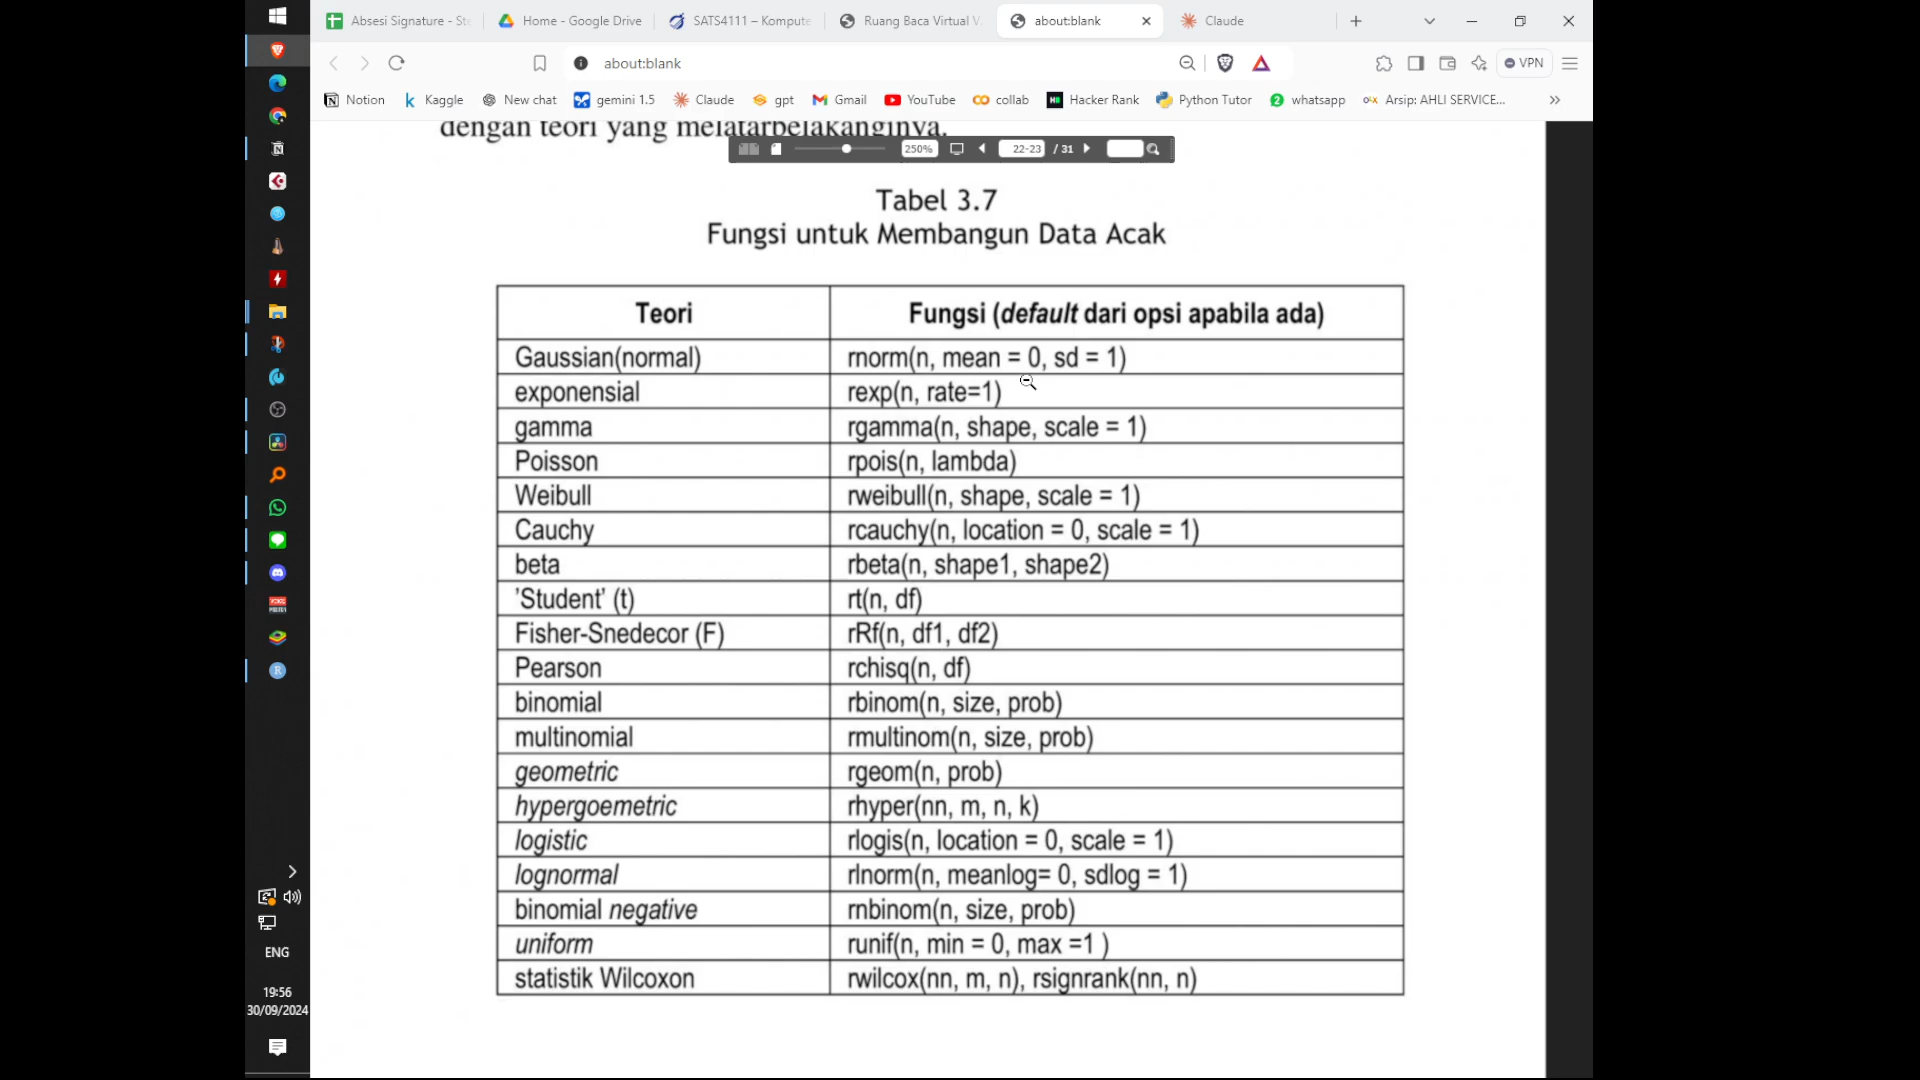 Absesi Signature - Ste
Home - Google Drive
SATS4111 – Kompute
Ruang Baca Virtual V
about:blank
Claude
about:blank
VPN
Notion
Kaggle
New chat
gemini 1.5
Claude
gpt
Gmail
YouTube
collab
Hacker Rank
Python Tutor
whatsapp
Arsip: AHLI SERVICE...
dengan teori yang melatarbelakanginya.
250%
22-23
/ 31
Tabel 3.7
Fungsi untuk Membangun Data Acak
Teori
Fungsi (default dari opsi apabila ada)
Gaussian(normal)
rnorm(n, mean = 0, sd = 1)
exponensial
rexp(n, rate=1)
gamma
rgamma(n, shape, scale = 1)
Poisson
rpois(n, lambda)
Weibull
rweibull(n, shape, scale = 1)
Cauchy
rcauchy(n, location = 0, scale = 1)
beta
rbeta(n, shape1, shape2)
'Student' (t)
rt(n, df)
Fisher-Snedecor (F)
rRf(n, df1, df2)
Pearson
rchisq(n, df)
binomial
rbinom(n, size, prob)
multinomial
rmultinom(n, size, prob)
geometric
rgeom(n, prob)
hypergoemetric
rhyper(nn, m, n, k)
logistic
rlogis(n, location = 0, scale = 1)
lognormal
rlnorm(n, meanlog= 0, sdlog = 1)
binomial negative
rnbinom(n, size, prob)
uniform
runif(n, min = 0, max =1 )
statistik Wilcoxon
rwilcox(nn, m, n), rsignrank(nn, n)
ENG
19:56
30/09/2024